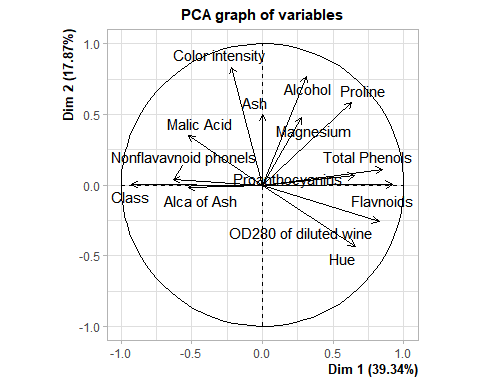 PCA graph of variables
Dim 2 (17.87%)
1.0
0.5
0.0
-0.5
-1.0
Color intensity
Alcohol
Proline
Ash
Malic Acid
Magnesium
Nonflavavnoid phonels
Total Phenols
Proanthocyanids
Class
Alca of Ash
Flavnoids
OD280 of diluted wine
Hue
-1.0 -0.5 0.0 0.5 1.0
Dim 1 (39.34%)